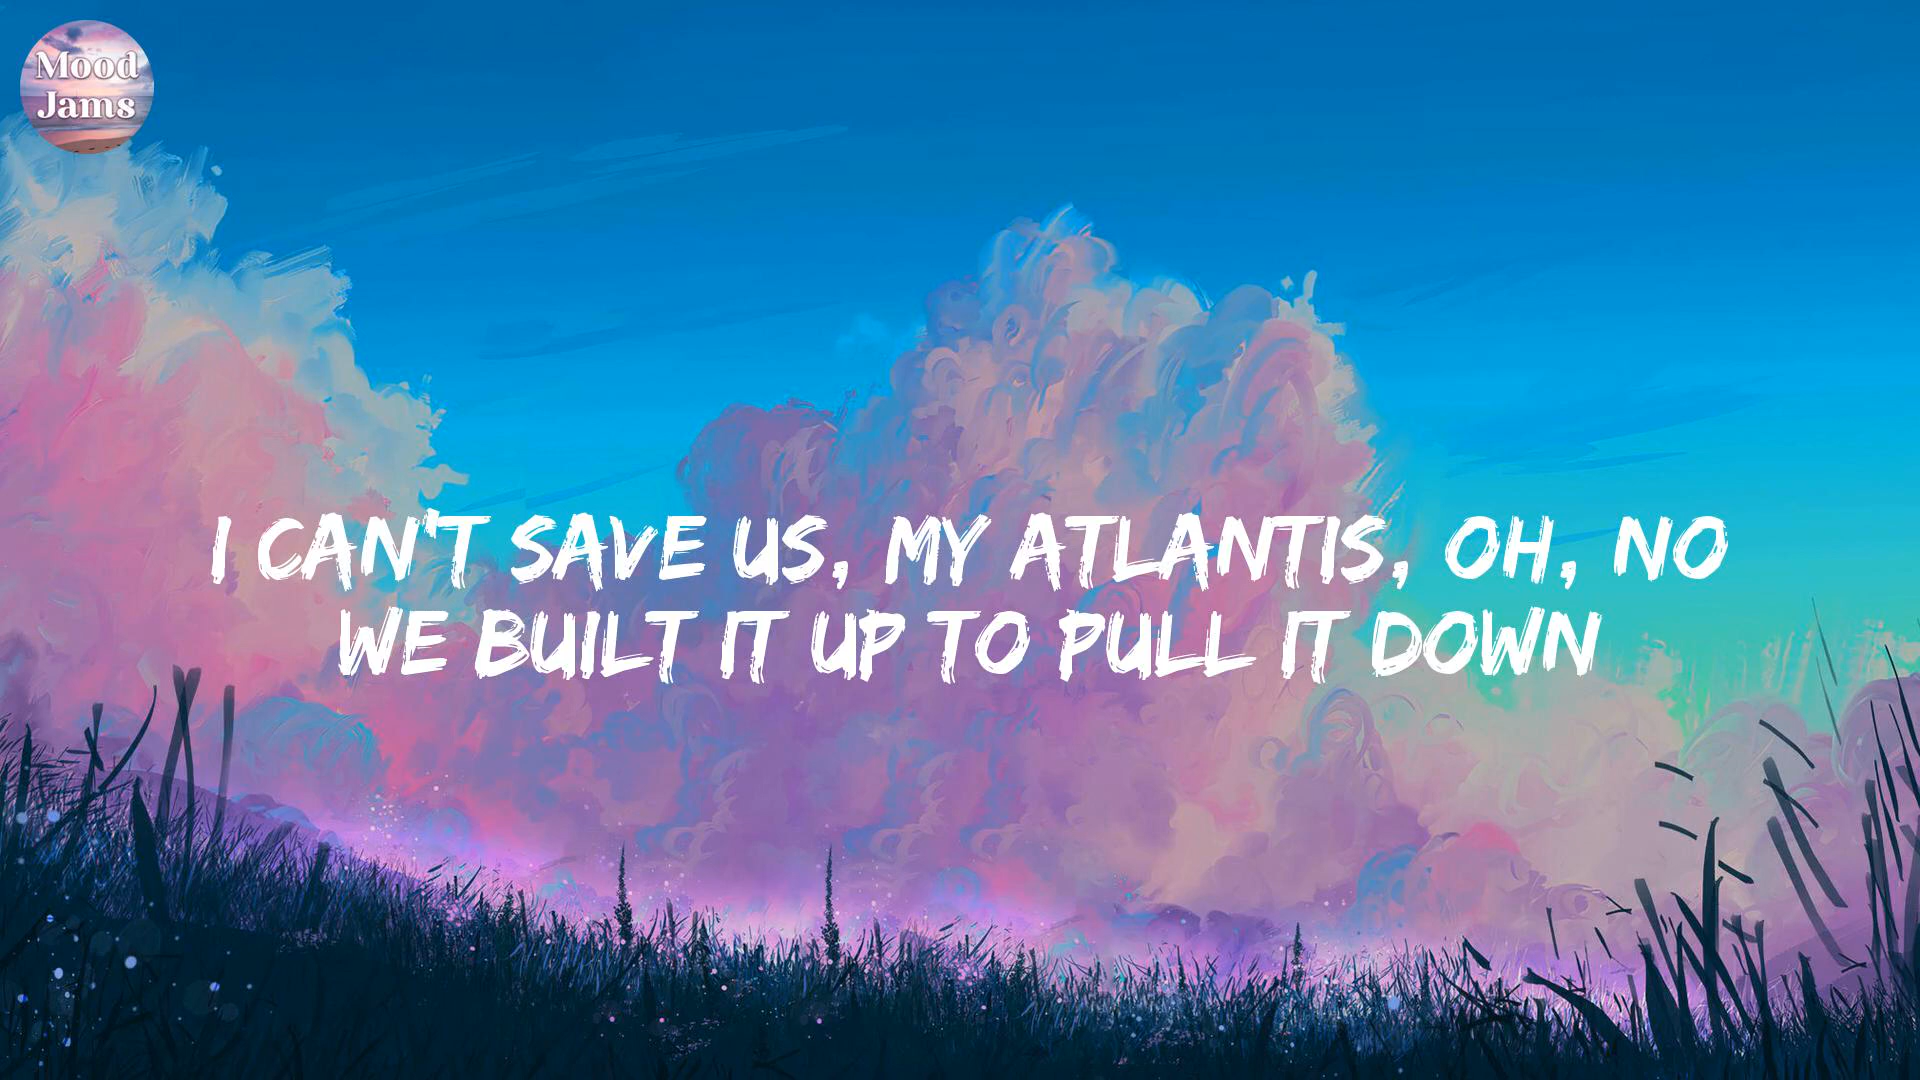 Mood
Jams
I CAN'T SAVE US, MY ATLANTIS, OH, NO
WE BUILT IT UP TO PULL IT DOWN